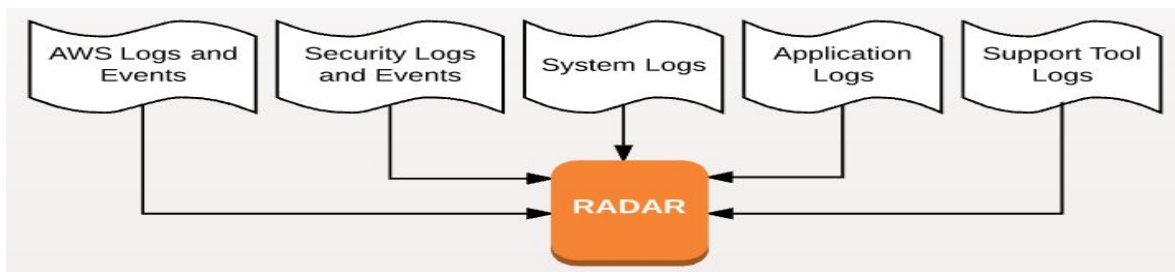 AWS Logs and
Events
Security Logs
and Events
System Logs
Application
Logs
Support Tool
Logs
RADAR